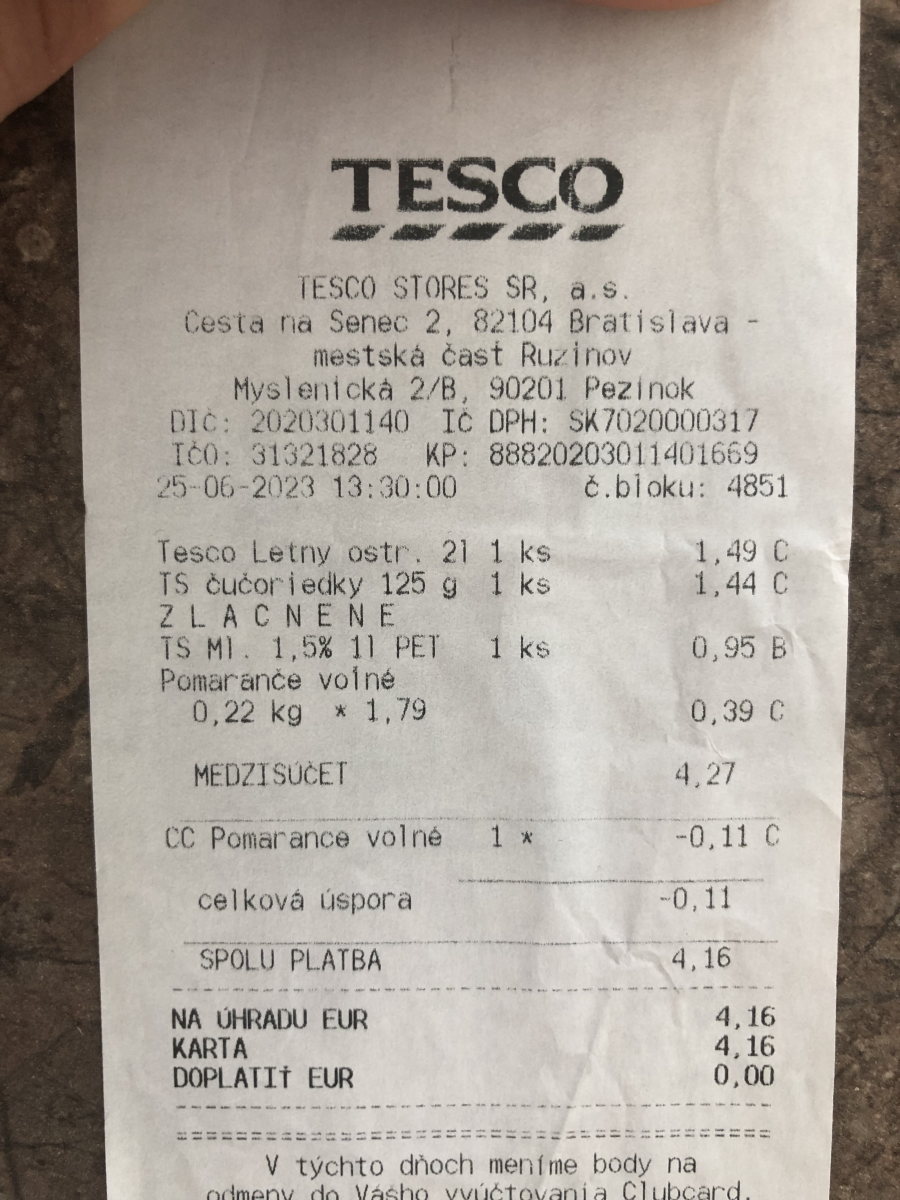 TESCO
TESCO STORES SR, a.s.
Cesta na Senec 2, 82104 Bratislava -
mestská časť Ruzinov
Myslenická 2/B, 90201 Pezinok
DIČ: 2020301140 IČ DPH: SK7020000317
IČO: 31321828 KP: 88820203011401669
25-06-2023 13:30:00 č.bloku: 4851
Tesco Letny ostr. 2l 1 ks 1,49 C
TS čučoriedky 125 g 1 ks 1,44 C
Z L A C N E N E
TS Ml. 1,5% 1l PET 1 ks 0,95 B
Pomaranče voľné
0,22 kg * 1,79 0,39 C
MEDZISÚČET 4,27
CC Pomarance voľné 1 * -0,11 C
celková úspora -0,11
SPOLU PLATBA 4,16
NA ÚHRADU EUR 4,16
KARTA 4,16
DOPLATIŤ EUR 0,00
V týchto dňoch meníme body na
odmeny do Vášho vyúčtovania Clubcard.